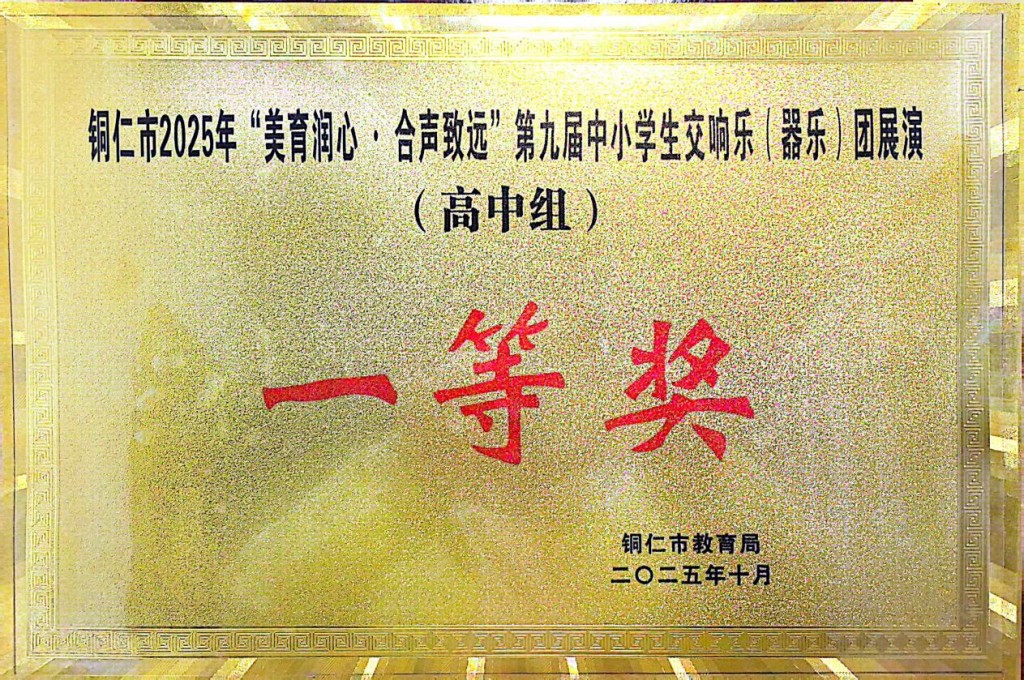 铜仁市2025年“美育润心·合声致远”第九届中小学生交响乐（器乐）团展演
（高中组）
一等奖
铜仁市教育局
二〇二五年十月